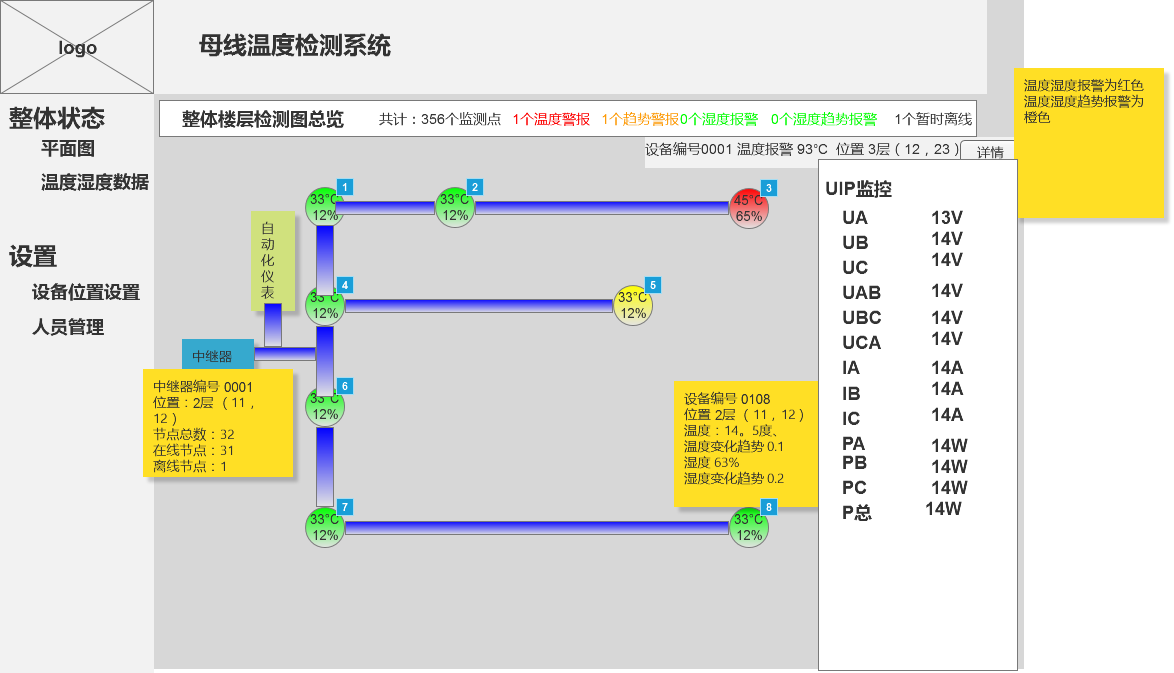 logo
母线温度检测系统
整体状态
平面图
温度湿度数据
设置
设备位置设置
人员管理
整体楼层检测图总览 共计：356个监测点 1个温度警报 1个趋势警报 0个湿度报警 0个湿度趋势报警 1个暂时离线
设备编号0001 温度报警 93℃ 位置 3层（12，23） 详情
温度湿度报警为红色
温度湿度趋势报警为
橙色
1
33°C
12%
2
33°C
12%
3
45°C
65%
自
动
化
仪
表
4
33°C
12%
5
33°C
12%
中继器
中继器编号 0001
位置：2层 （11，
12）
节点总数：32
在线节点：31
离线节点：1
6
33°C
12%
设备编号 0108
位置 2层 （11，12）
温度：14。5度、
温度变化趋势 0.1
湿度 63%
湿度变化趋势 0.2
7
33°C
12%
8
33°C
12%
UIP监控
UA 13V
UB 14V
UC 14V
UAB 14V
UBC 14V
UCA 14V
IA 14A
IB 14A
IC 14A
PA 14W
PB 14W
PC 14W
P总 14W